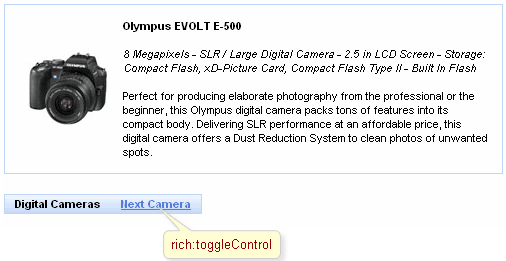 Olympus EVOLT E-500
8 Megapixels - SLR / Large Digital Camera - 2.5 in LCD Screen - Storage:
Compact Flash, xD-Picture Card, Compact Flash Type II - Built In Flash
Perfect for producing elaborate photography from the professional or the
beginner, this Olympus digital camera packs tons of features into its
compact body. Delivering SLR performance at an affordable price, this
digital camera offers a Dust Reduction System to clean photos of unwanted
spots.
Digital Cameras Next Camera
rich:toggleControl